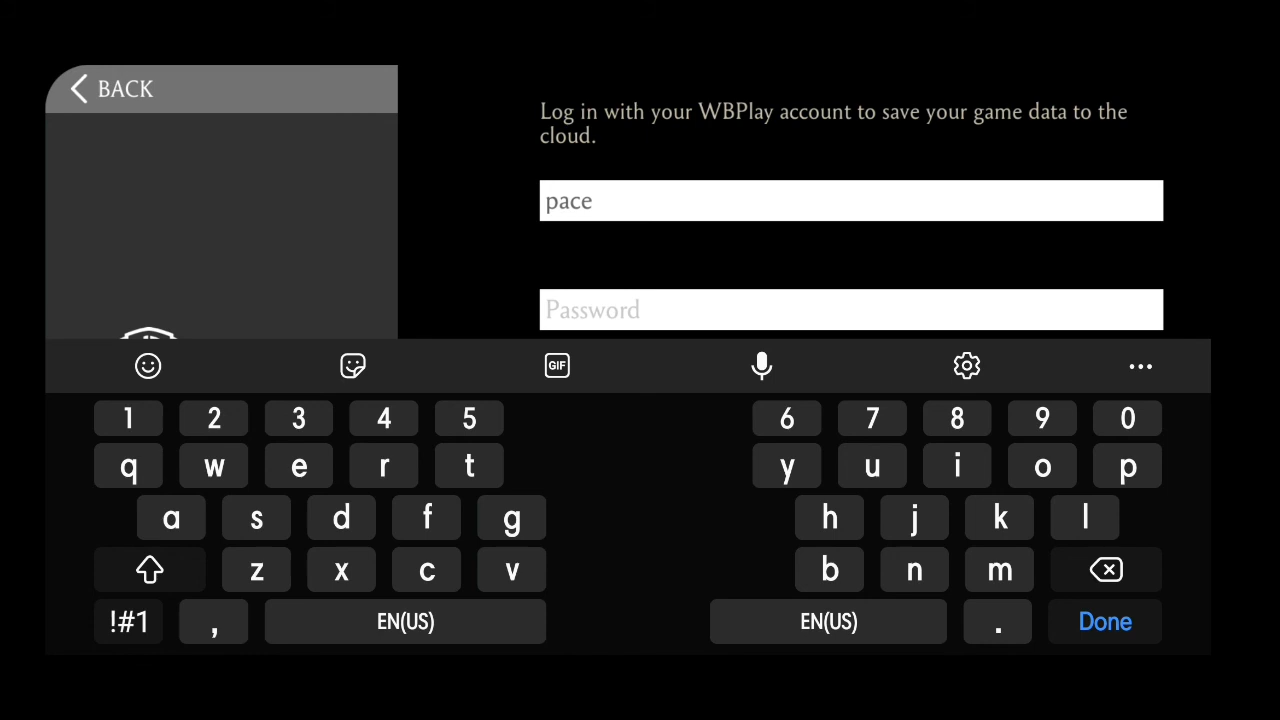 BACK
Log in with your WBPlay account to save your game data to the
cloud.
pace
Password
GIF
1 2 3 4 5 6 7 8 9 0
q w e r t y u i o p
a s d f g h j k l
z x c v b n m
!#1 , EN(US) EN(US) . Done